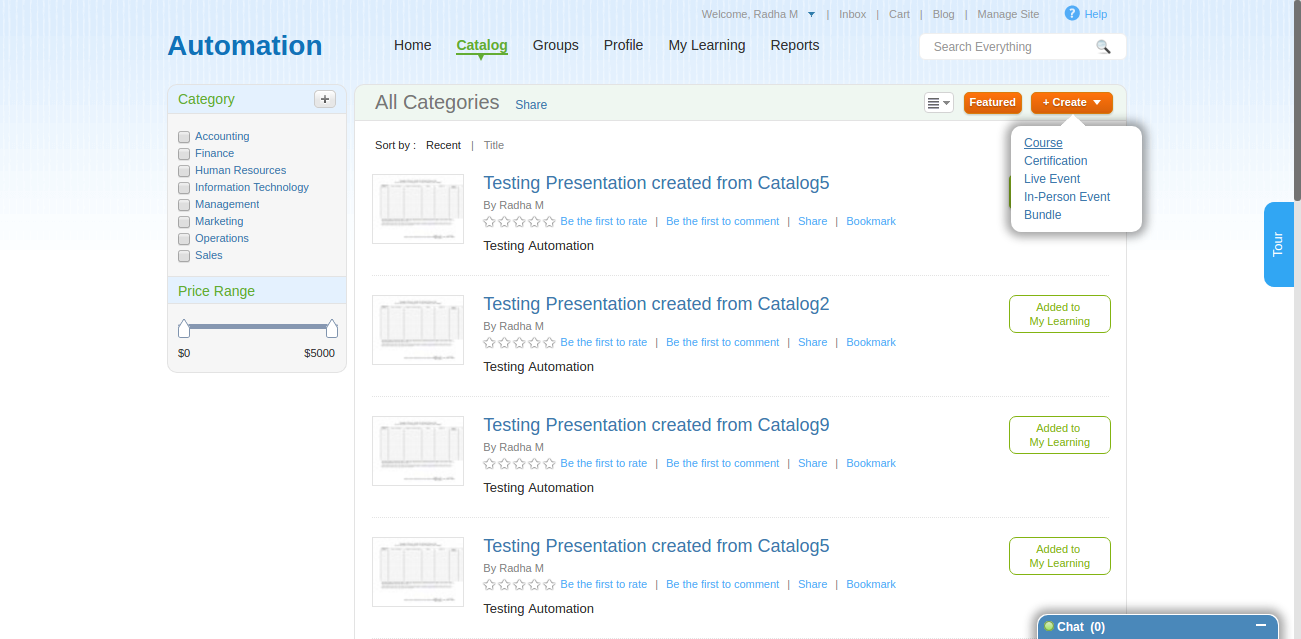 Welcome, Radha M | Inbox | Cart | Blog | Manage Site ? Help
Automation
Home Catalog Groups Profile My Learning Reports
Search Everything
Category +
Accounting
Finance
Human Resources
Information Technology
Management
Marketing
Operations
Sales
Price Range
$0 $5000
All Categories Share
Featured + Create
Course
Certification
Live Event
In-Person Event
Bundle
Sort by : Recent | Title
Testing Presentation created from Catalog5
By Radha M
Be the first to rate | Be the first to comment | Share | Bookmark
Testing Automation
Testing Presentation created from Catalog2
By Radha M
Be the first to rate | Be the first to comment | Share | Bookmark
Testing Automation
Added to
My Learning
Testing Presentation created from Catalog9
By Radha M
Be the first to rate | Be the first to comment | Share | Bookmark
Testing Automation
Added to
My Learning
Testing Presentation created from Catalog5
By Radha M
Be the first to rate | Be the first to comment | Share | Bookmark
Testing Automation
Added to
My Learning
Tour
Chat (0)